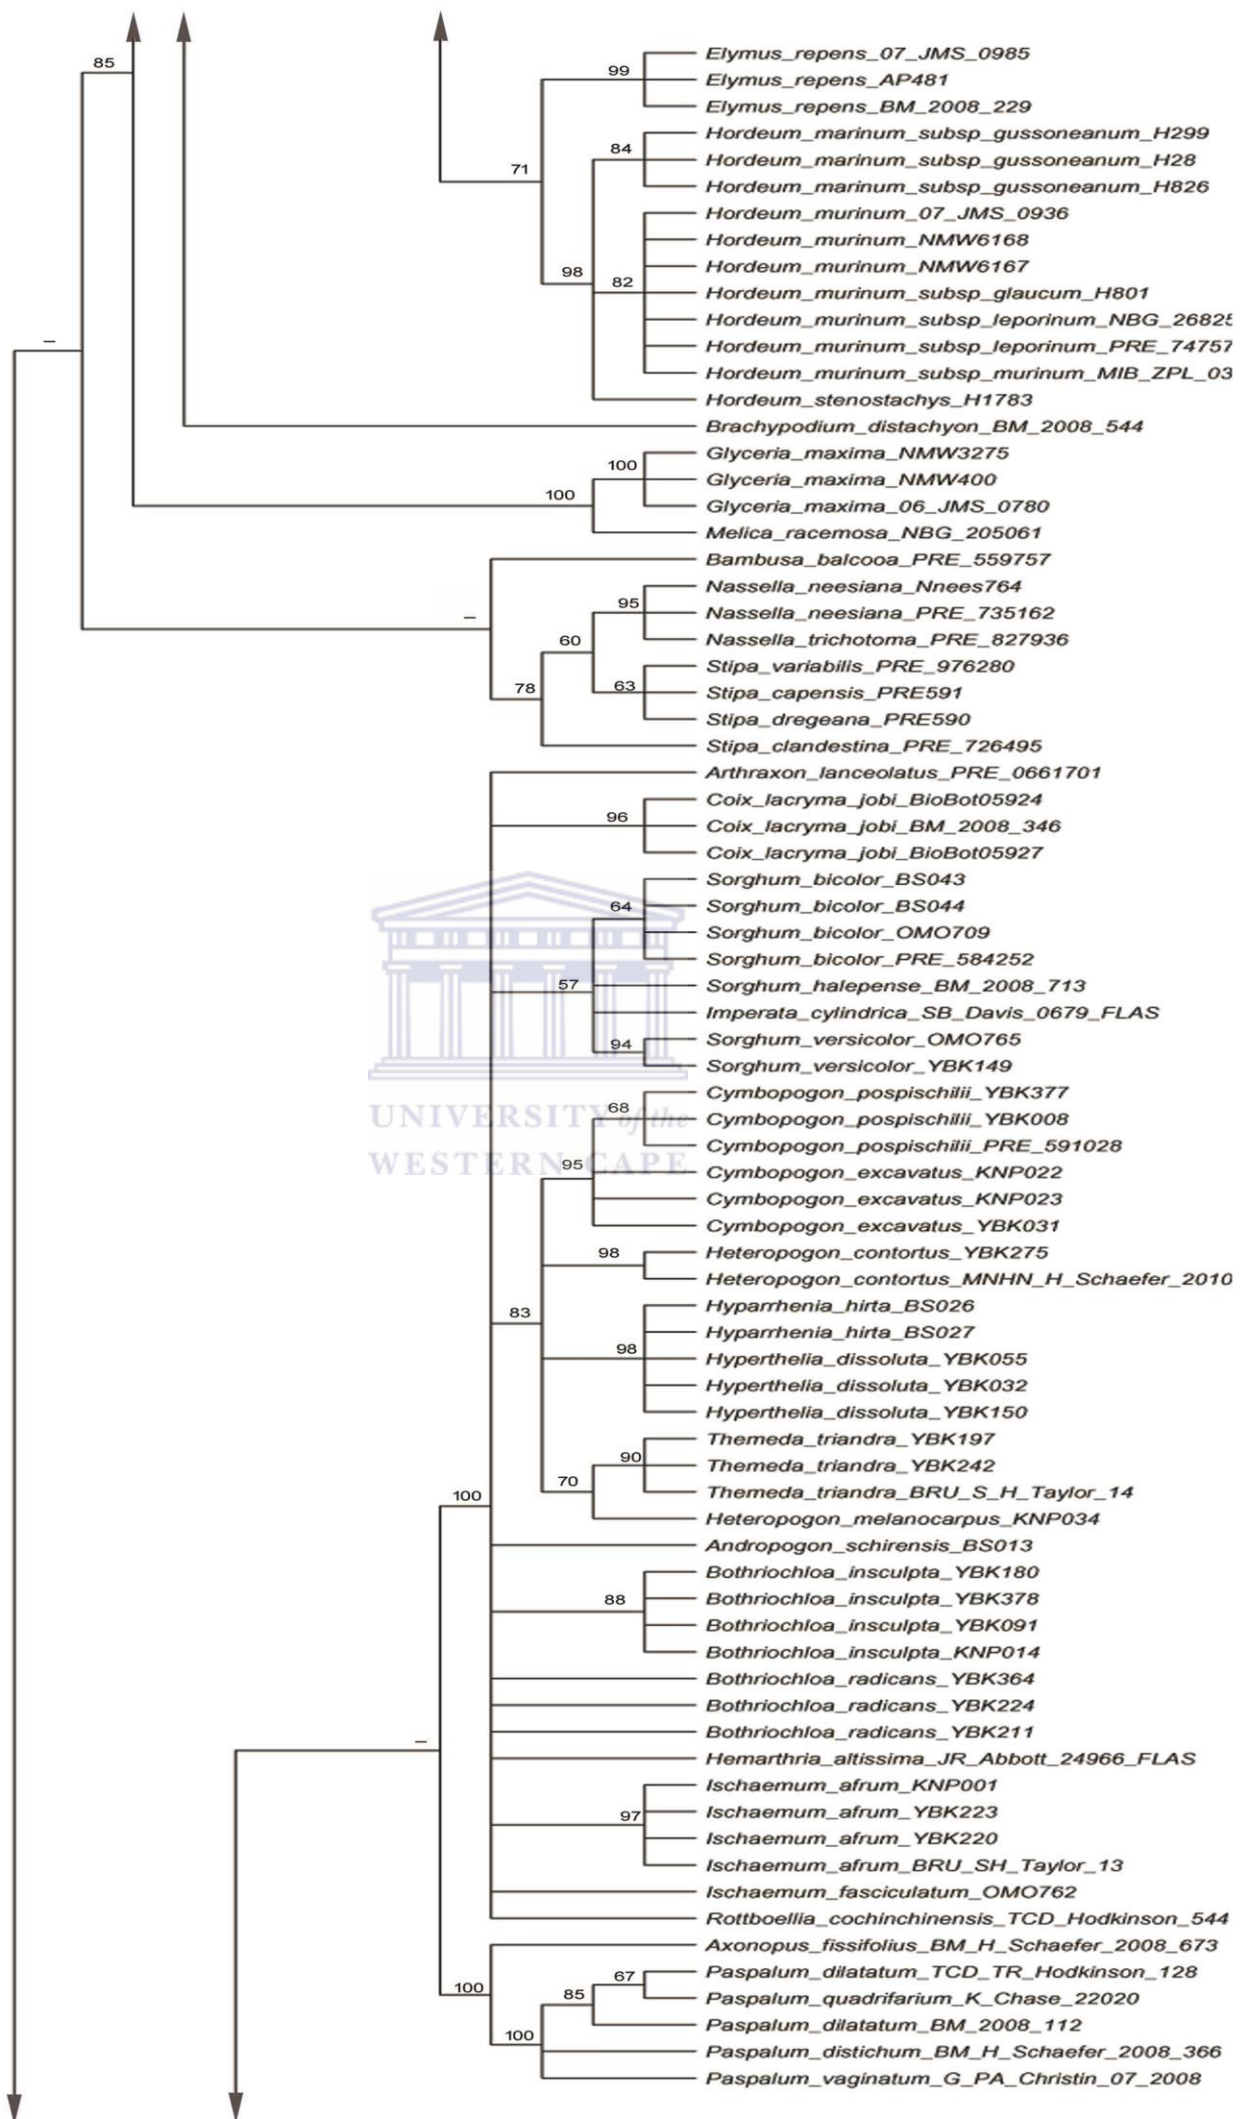 85
Elymus_repens_07_JMS_0985
99
Elymus_repens_AP481
Elymus_repens_BM_2008_229
Hordeum_marinum_subsp_gussoneanum_H299
84
Hordeum_marinum_subsp_gussoneanum_H28
71
Hordeum_marinum_subsp_gussoneanum_H826
Hordeum_murinum_07_JMS_0936
Hordeum_murinum_NMW6168
Hordeum_murinum_NMW6167
98
82
Hordeum_murinum_subsp_glaucum_H801
Hordeum_murinum_subsp_leporinum_NBG_26825
–
Hordeum_murinum_subsp_leporinum_PRE_74757
Hordeum_murinum_subsp_murinum_MIB_ZPL_03
Hordeum_stenostachys_H1783
Brachypodium_distachyon_BM_2008_544
Glyceria_maxima_NMW3275
100
Glyceria_maxima_NMW400
100
Glyceria_maxima_06_JMS_0780
Melica_racemosa_NBG_205061
Bambusa_balcooa_PRE_559757
Nassella_neesiana_Nnees764
95
Nassella_neesiana_PRE_735162
–
Nassella_trichotoma_PRE_827936
60
Stipa_variabilis_PRE_976280
78
63
Stipa_capensis_PRE591
Stipa_dregeana_PRE590
Stipa_clandestina_PRE_726495
Arthraxon_lanceolatus_PRE_0661701
Coix_lacryma_jobi_BioBot05924
96
Coix_lacryma_jobi_BM_2008_346
Coix_lacryma_jobi_BioBot05927
Sorghum_bicolor_BS043
64
Sorghum_bicolor_BS044
Sorghum_bicolor_OMO709
Sorghum_bicolor_PRE_584252
57
Sorghum_halepense_BM_2008_713
Imperata_cylindrica_SB_Davis_0679_FLAS
Sorghum_versicolor_OMO765
94
Sorghum_versicolor_YBK149
Cymbopogon_pospischilii_YBK377
68
Cymbopogon_pospischilii_YBK008
UNIVERSITY of the
Cymbopogon_pospischilii_PRE_591028
95
WESTERN CAPE
Cymbopogon_excavatus_KNP022
Cymbopogon_excavatus_KNP023
Cymbopogon_excavatus_YBK031
98
Heteropogon_contortus_YBK275
Heteropogon_contortus_MNHN_H_Schaefer_2010
83
Hyparrhenia_hirta_BS026
Hyparrhenia_hirta_BS027
98
Hyperthelia_dissoluta_YBK055
Hyperthelia_dissoluta_YBK032
Hyperthelia_dissoluta_YBK150
Themeda_triandra_YBK197
90
Themeda_triandra_YBK242
70
Themeda_triandra_BRU_S_H_Taylor_14
100
Heteropogon_melanocarpus_KNP034
Andropogon_schirensis_BS013
Bothriochloa_insculpta_YBK180
88
Bothriochloa_insculpta_YBK378
Bothriochloa_insculpta_YBK091
Bothriochloa_insculpta_KNP014
Bothriochloa_radicans_YBK364
Bothriochloa_radicans_YBK224
–
Bothriochloa_radicans_YBK211
Hemarthria_altissima_JR_Abbott_24966_FLAS
Ischaemum_afrum_KNP001
97
Ischaemum_afrum_YBK223
Ischaemum_afrum_YBK220
Ischaemum_afrum_BRU_SH_Taylor_13
Ischaemum_fasciculatum_OMO762
Rottboellia_cochinchinensis_TCD_Hodkinson_544
Axonopus_fissifolius_BM_H_Schaefer_2008_673
67
Paspalum_dilatatum_TCD_TR_Hodkinson_128
100
85
Paspalum_quadrifarium_K_Chase_22020
Paspalum_dilatatum_BM_2008_112
100
Paspalum_distichum_BM_H_Schaefer_2008_366
Paspalum_vaginatum_G_PA_Christin_07_2008